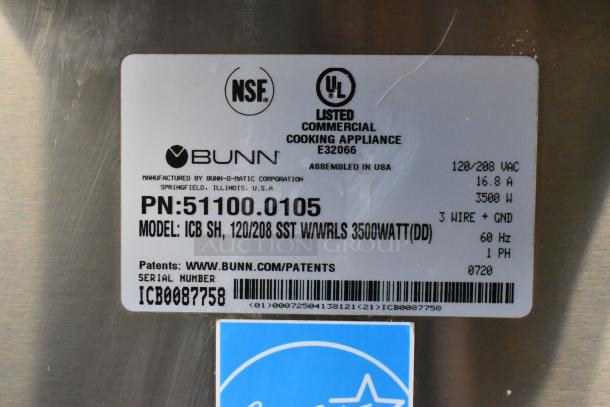 NSF®
UL®
LISTED
COMMERCIAL
COOKING APPLIANCE
E32066
BUNN®
ASSEMBLED IN USA
MANUFACTURED BY BUNN-O-MATIC CORPORATION
SPRINGFIELD, ILLINOIS, U.S.A
120/208 VAC
16.8 A
3500 W
3 WIRE + GND
60 Hz
1 PH
0720
PN:51100.0105
MODEL: ICB SH, 120/208 SST W/WRLS 3500WATT(DD)
AUCTION GROUP
Patents: WWW.BUNN.COM/PATENTS
SERIAL NUMBER
ICB0087758
(01)00072504138121(21)ICB0087758